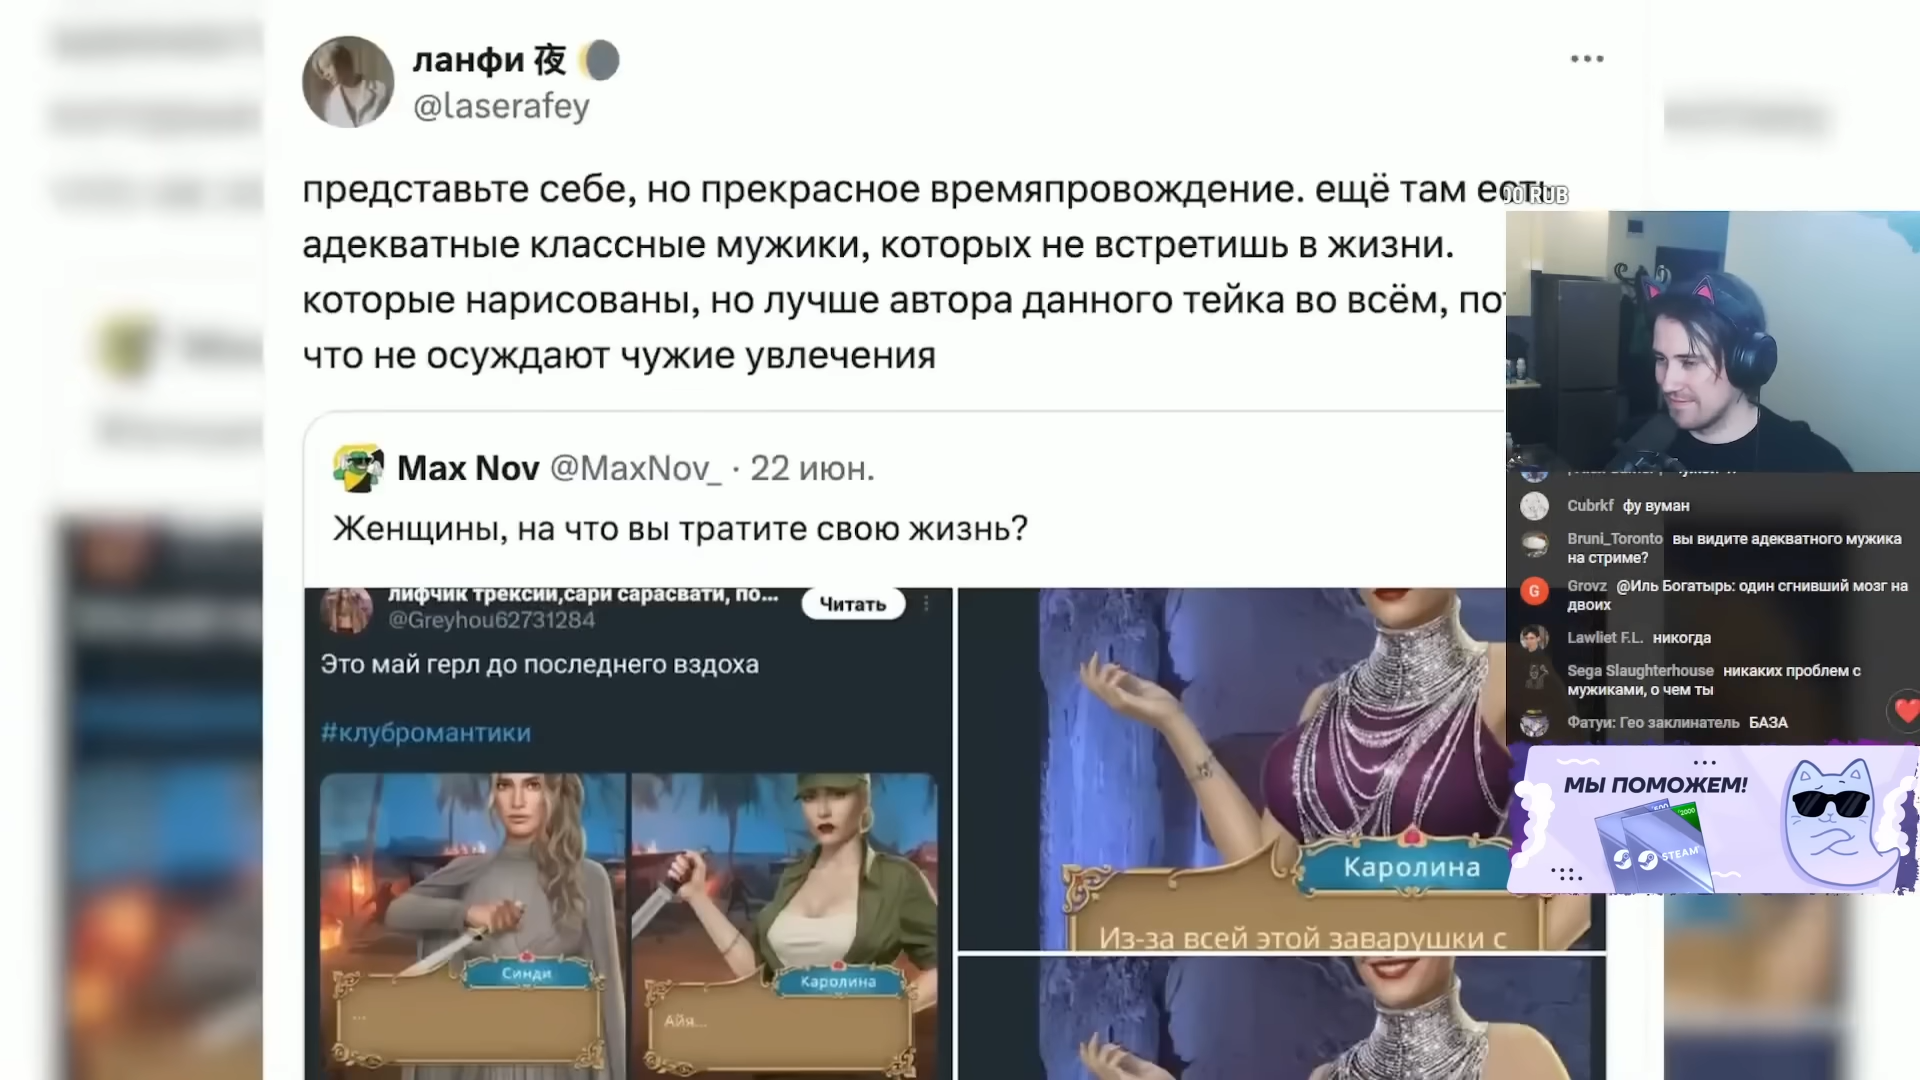 ланфи 夜
@laserafey
представьте себе, но прекрасное времяпровождение. ещё там есть
адекватные классные мужики, которых не встретишь в жизни.
которые нарисованы, но лучше автора данного тейка во всём, по
что не осуждают чужие увлечения
00 RUB
Max Nov @MaxNov_ · 22 июн.
Женщины, на что вы тратите свою жизнь?
лифчик трексии,сари сарасвати, по...
@Greyhou62731284
Читать
Это май герл до последнего вздоха
#клубромантики
Синди
...
Каролина
Айя...
Каролина
Из-за всей этой заварушки с
Cubrkf фу вуман
Bruni_Toronto вы видите адекватного мужика
на стриме?
G
Grovz @Иль Богатырь: один сгнивший мозг на
двоих
Lawliet F.L. никогда
Sega Slaughterhouse никаких проблем с
мужиками, о чем ты
Фатуи: Гео заклинатель БАЗА
МЫ ПОМОЖЕМ!
500
2000
STEAM